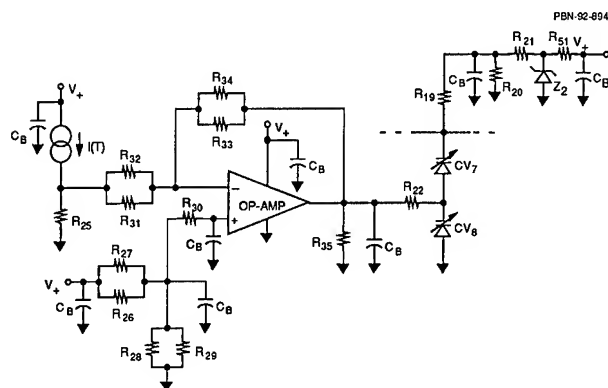 PBN-92-894
R21
R51
V+
R34
V+
CB
Z2
CB
R20
R19
CB
R33
V+
I(T)
CB
R32
CB
CV7
R25
R31
R30
OP-AMP
R22
CB
R35
CB
CV8
R27
V+
CB
R26
CB
R28
R29